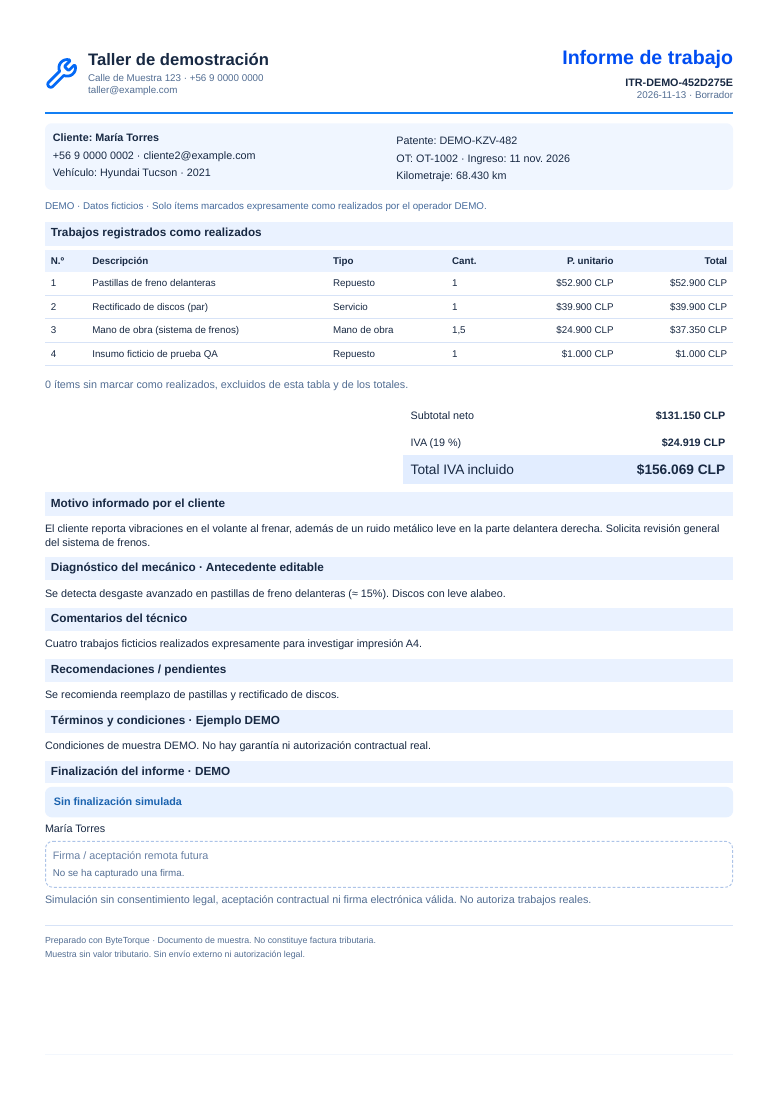 Taller de demostración
Calle de Muestra 123 · +56 9 0000 0000
taller@example.com
Informe de trabajo
ITR-DEMO-452D275E
2026-11-13 · Borrador
Cliente: María Torres
+56 9 0000 0002 · cliente2@example.com
Vehículo: Hyundai Tucson · 2021
Patente: DEMO-KZV-482
OT: OT-1002 · Ingreso: 11 nov. 2026
Kilometraje: 68.430 km
DEMO · Datos ficticios · Solo ítems marcados expresamente como realizados por el operador DEMO.
Trabajos registrados como realizados
N.º Descripción Tipo Cant. P. unitario Total
1 Pastillas de freno delanteras Repuesto 1 $52.900 CLP $52.900 CLP
2 Rectificado de discos (par) Servicio 1 $39.900 CLP $39.900 CLP
3 Mano de obra (sistema de frenos) Mano de obra 1,5 $24.900 CLP $37.350 CLP
4 Insumo ficticio de prueba QA Repuesto 1 $1.000 CLP $1.000 CLP
0 ítems sin marcar como realizados, excluidos de esta tabla y de los totales.
Subtotal neto $131.150 CLP
IVA (19 %) $24.919 CLP
Total IVA incluido $156.069 CLP
Motivo informado por el cliente
El cliente reporta vibraciones en el volante al frenar, además de un ruido metálico leve en la parte delantera derecha. Solicita revisión general
del sistema de frenos.
Diagnóstico del mecánico · Antecedente editable
Se detecta desgaste avanzado en pastillas de freno delanteras (≈ 15%). Discos con leve alabeo.
Comentarios del técnico
Cuatro trabajos ficticios realizados expresamente para investigar impresión A4.
Recomendaciones / pendientes
Se recomienda reemplazo de pastillas y rectificado de discos.
Términos y condiciones · Ejemplo DEMO
Condiciones de muestra DEMO. No hay garantía ni autorización contractual real.
Finalización del informe · DEMO
Sin finalización simulada
María Torres
Firma / aceptación remota futura
No se ha capturado una firma.
Simulación sin consentimiento legal, aceptación contractual ni firma electrónica válida. No autoriza trabajos reales.
Preparado con ByteTorque · Documento de muestra. No constituye factura tributaria.
Muestra sin valor tributario. Sin envío externo ni autorización legal.